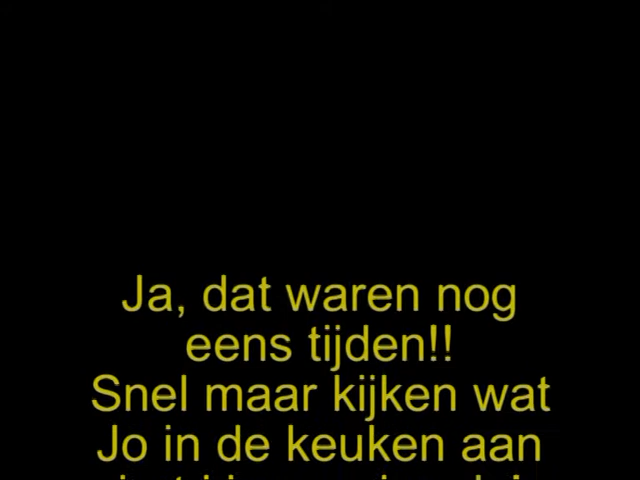 Ja, dat waren nog
eens tijden!!
Snel maar kijken wat
Jo in de keuken aan